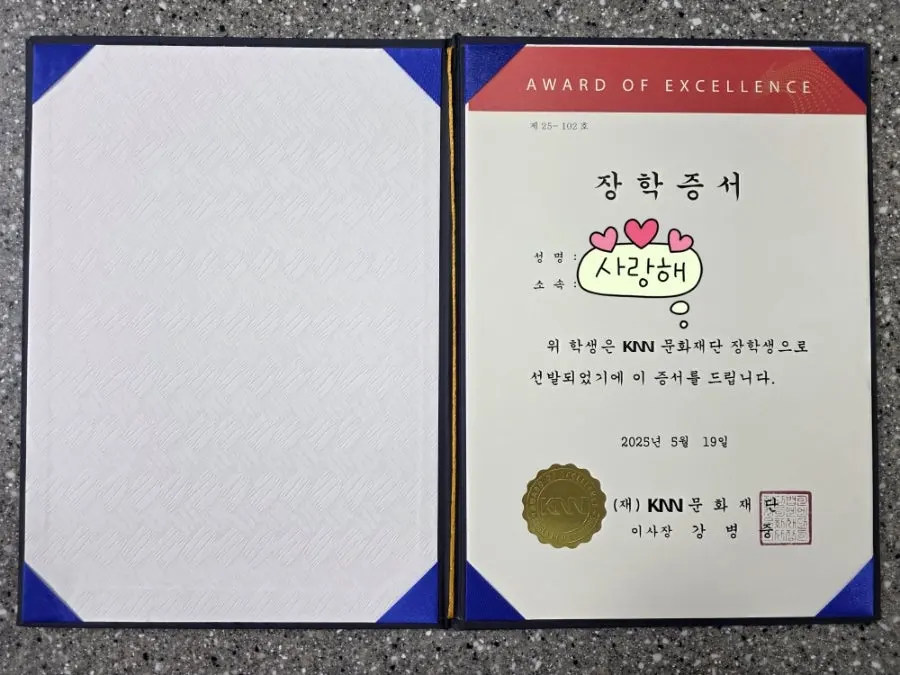 AWARD OF EXCELLENCE
제 25- 102 호
장 학 증 서
성 명 :
사랑해
소 속 :
위 학생은 KNN 문화재단 장학생으로
선발되었기에 이 증서를 드립니다.
2025년 5월 19일
KNN
(재) KNN 문 화 재 단
이사장 강 병 중